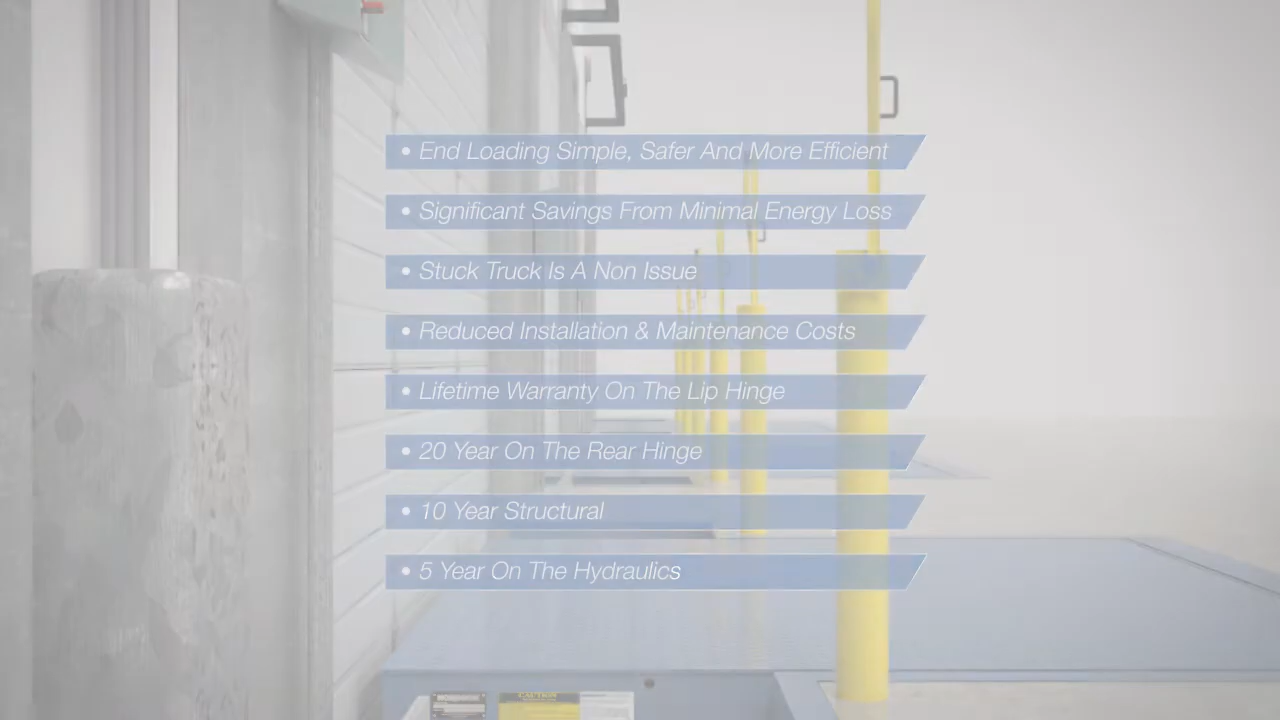 • End Loading Simple, Safer And More Efficient
• Significant Savings From Minimal Energy Loss
• Stuck Truck Is A Non Issue
• Reduced Installation & Maintenance Costs
• Lifetime Warranty On The Lip Hinge
• 20 Year On The Rear Hinge
• 10 Year Structural
• 5 Year On The Hydraulics
CAUTION